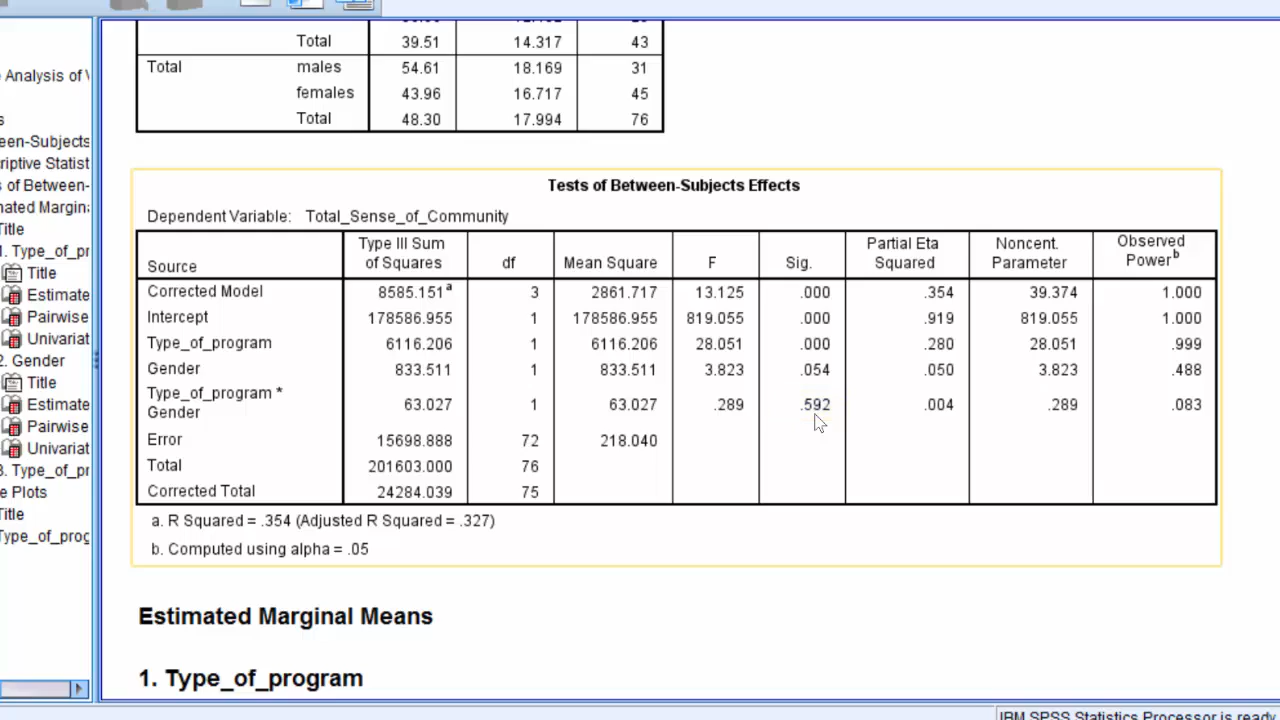 Total 39.51 14.317 43
Total males 54.61 18.169 31
females 43.96 16.717 45
Total 48.30 17.994 76
Analysis of
een-Subjects
riptive Statist
s of Between-
nated Margin
Title
1. Type_of_pr
Title
Estimate
Pairwise
Univariat
2. Gender
Title
Estimate
Pairwise
Univariat
3. Type_of_pr
e Plots
Title
Type_of_prog
Tests of Between-Subjects Effects
Dependent Variable: Total_Sense_of_Community
Source Type III Sum of Squares df Mean Square F Sig. Partial Eta Squared Noncent. Parameter Observed Power b
Corrected Model 8585.151 a 3 2861.717 13.125 .000 .354 39.374 1.000
Intercept 178586.955 1 178586.955 819.055 .000 .919 819.055 1.000
Type_of_program 6116.206 1 6116.206 28.051 .000 .280 28.051 .999
Gender 833.511 1 833.511 3.823 .054 .050 3.823 .488
Type_of_program * Gender 63.027 1 63.027 .289 .592 .004 .289 .083
Error 15698.888 72 218.040
Total 201603.000 76
Corrected Total 24284.039 75
a. R Squared = .354 (Adjusted R Squared = .327)
b. Computed using alpha = .05
Estimated Marginal Means
1. Type_of_program
IBM SPSS Statistics Processor is ready